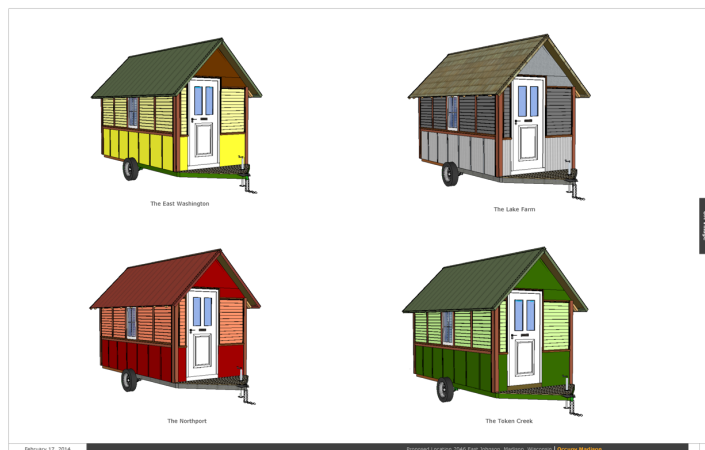 The East Washington
The Lake Farm
The Northport
The Token Creek
February 17, 2014
Proposed Location 2046 East Johnson, Madison, Wisconsin | Occupy Madison